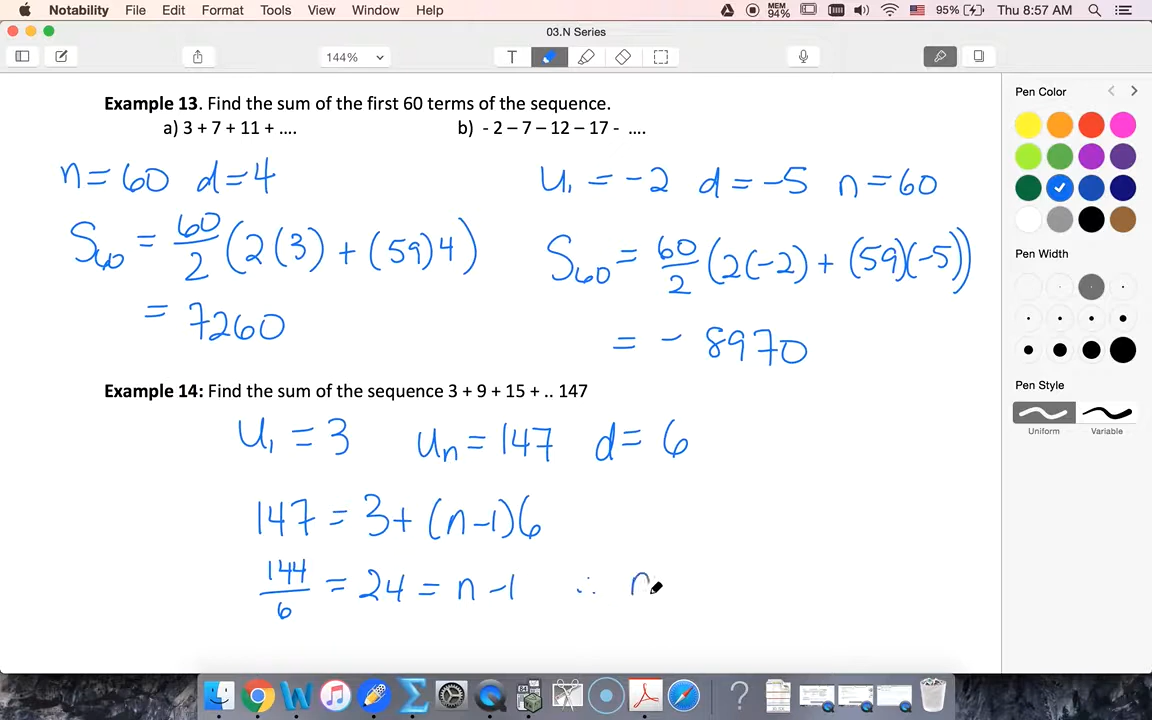 Notability File Edit Format Tools View Window Help MEM 94% 95% Thu 8:57 AM
03.N Series
144% T
Example 13. Find the sum of the first 60 terms of the sequence.
a) 3 + 7 + 11 + .... b) - 2 – 7 – 12 – 17 - ....
n = 60 d = 4
S₆₀ = 60/2 (2(3) + (59)4)
= 7260
u₁ = -2 d = -5 n = 60
S₆₀ = 60/2 (2(-2) + (59)(-5))
= - 8970
Example 14: Find the sum of the sequence 3 + 9 + 15 + .. 147
u₁ = 3 uₙ = 147 d = 6
147 = 3 + (n -1)6
144/6 = 24 = n -1 ∴ n
Pen Color
Pen Width
Pen Style
Uniform Variable